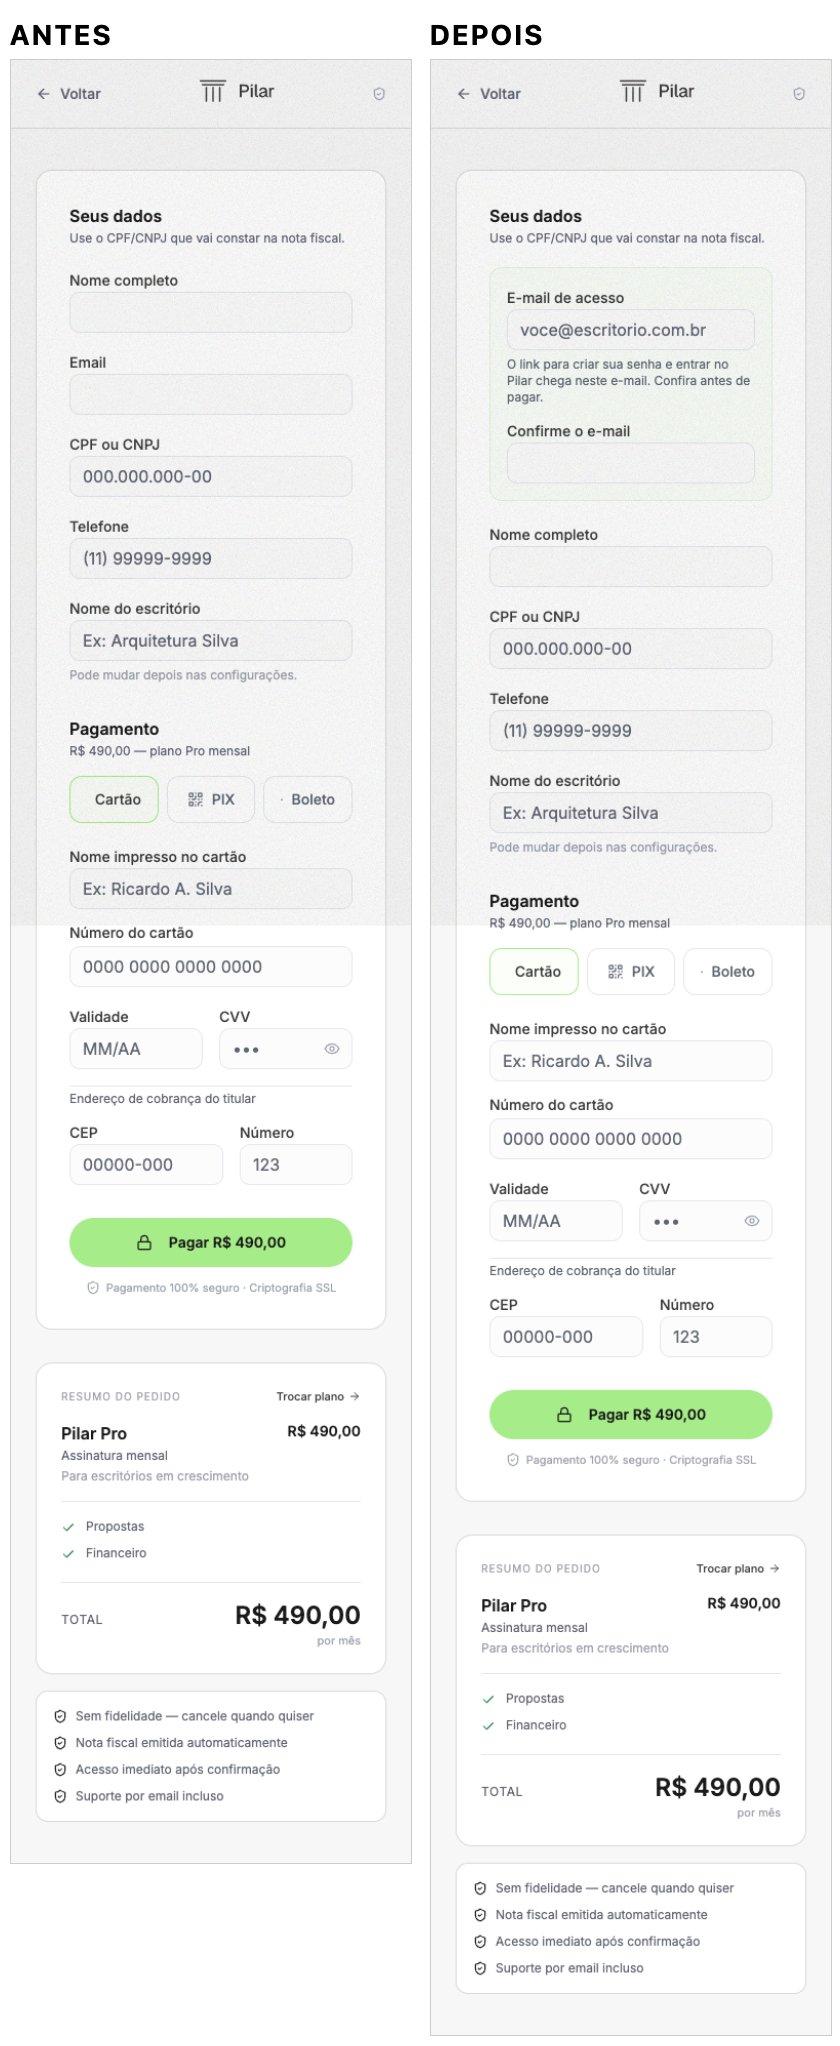 ANTES
Voltar
Pilar
Seus dados
Use o CPF/CNPJ que vai constar na nota fiscal.
Nome completo
Email
CPF ou CNPJ
000.000.000-00
Telefone
(11) 99999-9999
Nome do escritório
Ex: Arquitetura Silva
Pode mudar depois nas configurações.
Pagamento
R$ 490,00 — plano Pro mensal
Cartão
PIX
Boleto
Nome impresso no cartão
Ex: Ricardo A. Silva
Número do cartão
0000 0000 0000 0000
Validade
CVV
MM/AA
•••
Endereço de cobrança do titular
CEP
Número
00000-000
123
Pagar R$ 490,00
Pagamento 100% seguro · Criptografia SSL
RESUMO DO PEDIDO
Trocar plano →
Pilar Pro
R$ 490,00
Assinatura mensal
Para escritórios em crescimento
Propostas
Financeiro
TOTAL
R$ 490,00
por mês
Sem fidelidade — cancele quando quiser
Nota fiscal emitida automaticamente
Acesso imediato após confirmação
Suporte por email incluso
DEPOIS
Voltar
Pilar
Seus dados
Use o CPF/CNPJ que vai constar na nota fiscal.
E-mail de acesso
voce@escritorio.com.br
O link para criar sua senha e entrar no
Pilar chega neste e-mail. Confira antes de
pagar.
Confirme o e-mail
Nome completo
CPF ou CNPJ
000.000.000-00
Telefone
(11) 99999-9999
Nome do escritório
Ex: Arquitetura Silva
Pode mudar depois nas configurações.
Pagamento
R$ 490,00 — plano Pro mensal
Cartão
PIX
Boleto
Nome impresso no cartão
Ex: Ricardo A. Silva
Número do cartão
0000 0000 0000 0000
Validade
CVV
MM/AA
•••
Endereço de cobrança do titular
CEP
Número
00000-000
123
Pagar R$ 490,00
Pagamento 100% seguro · Criptografia SSL
RESUMO DO PEDIDO
Trocar plano →
Pilar Pro
R$ 490,00
Assinatura mensal
Para escritórios em crescimento
Propostas
Financeiro
TOTAL
R$ 490,00
por mês
Sem fidelidade — cancele quando quiser
Nota fiscal emitida automaticamente
Acesso imediato após confirmação
Suporte por email incluso